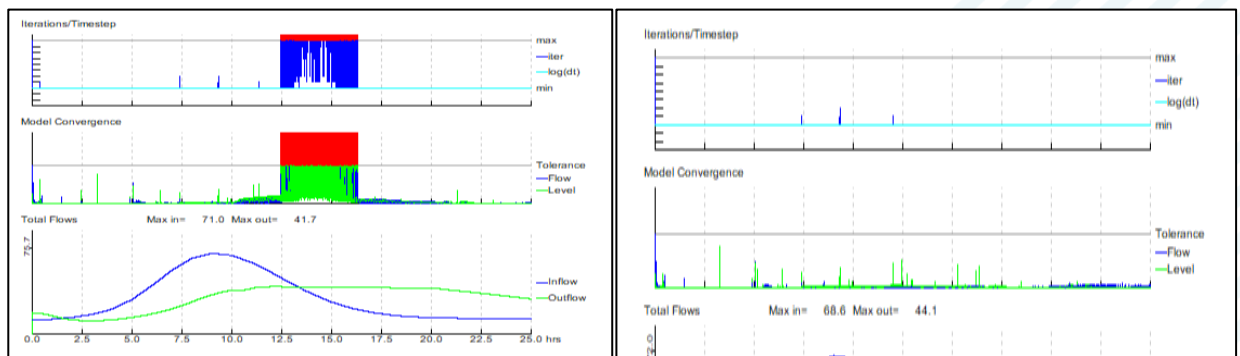 Iterations/Timestep
max
iter
log(dt)
min
Model Convergence
Tolerance
Flow
Level
Total Flows Max in= 71.0 Max out= 41.7
75.7
Inflow
Outflow
0.0 2.5 5.0 7.5 10.0 12.5 15.0 17.5 20.0 22.5 25.0 hrs
Iterations/Timestep
max
iter
log(dt)
min
Model Convergence
Tolerance
Flow
Level
Total Flows Max in= 68.6 Max out= 44.1